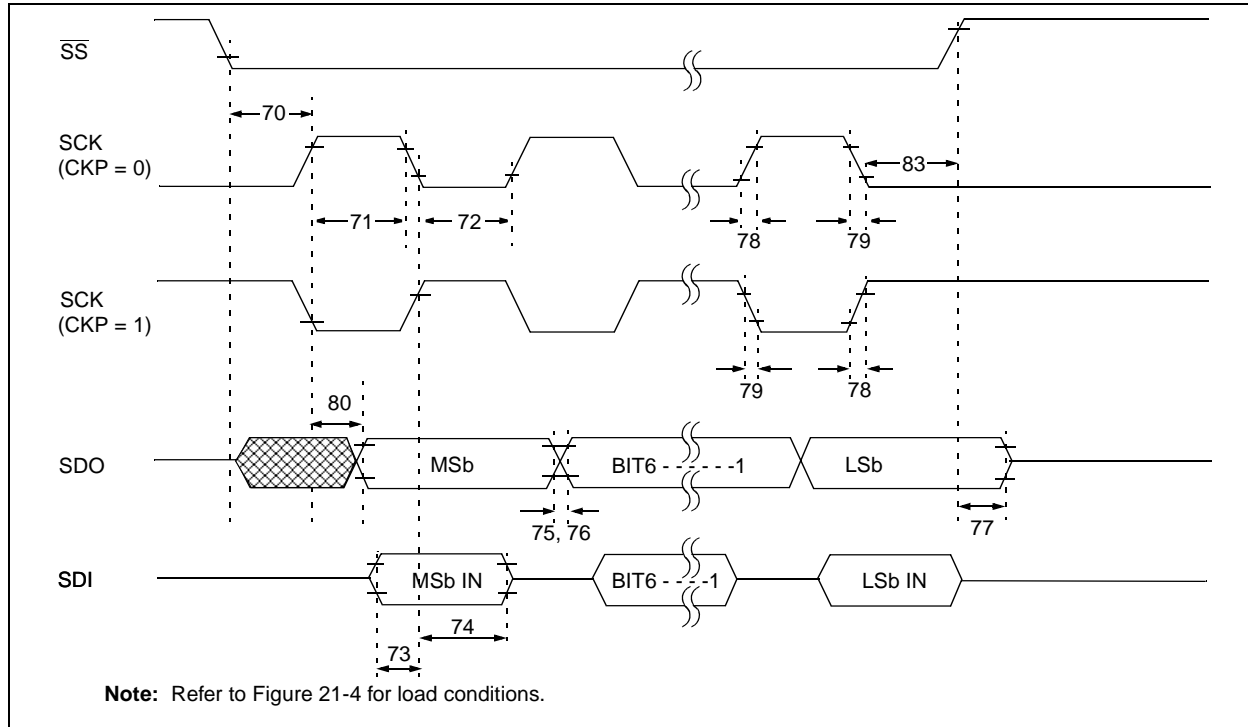 SS
70
SCK
(CKP = 0)
83
71
72
78
79
SCK
(CKP = 1)
79
78
80
SDO
MSb
BIT6 - - - - - -1
LSb
75, 76
77
SDI
MSb IN
BIT6 - - - -1
LSb IN
74
73
Note: Refer to Figure 21-4 for load conditions.